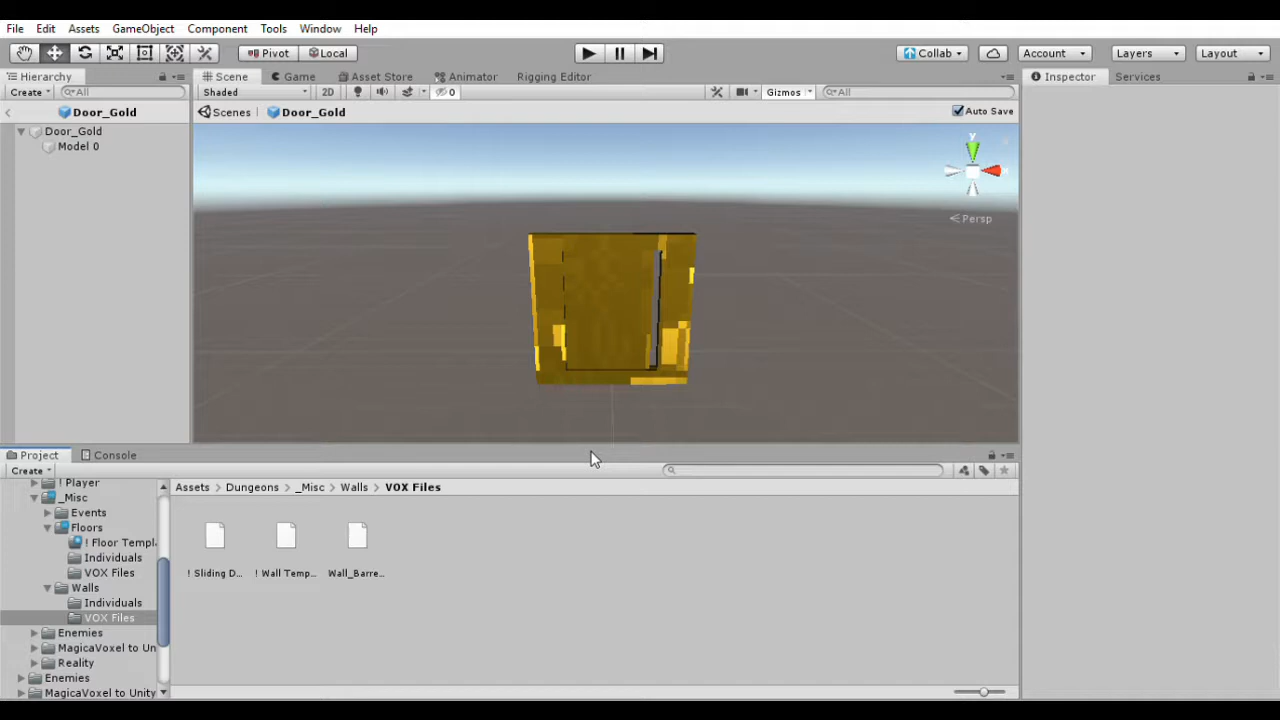 File Edit Assets GameObject Component Tools Window Help
Pivot Local Collab Account Layers Layout
Hierarchy Scene Game Asset Store Animator Rigging Editor Inspector Services
Create All Shaded 2D 0 Gizmos All
Door_Gold Scenes Door_Gold Auto Save
Door_Gold
Model 0
y
Persp
Project Console
Create
! Player
_Misc
Events
Floors
! Floor Templ
Individuals
VOX Files
Walls
Individuals
VOX Files
Enemies
MagicaVoxel to Un
Reality
Enemies
MagicaVoxel to Unity
Assets Dungeons _Misc Walls VOX Files
! Sliding D... ! Wall Temp... Wall_Barre...